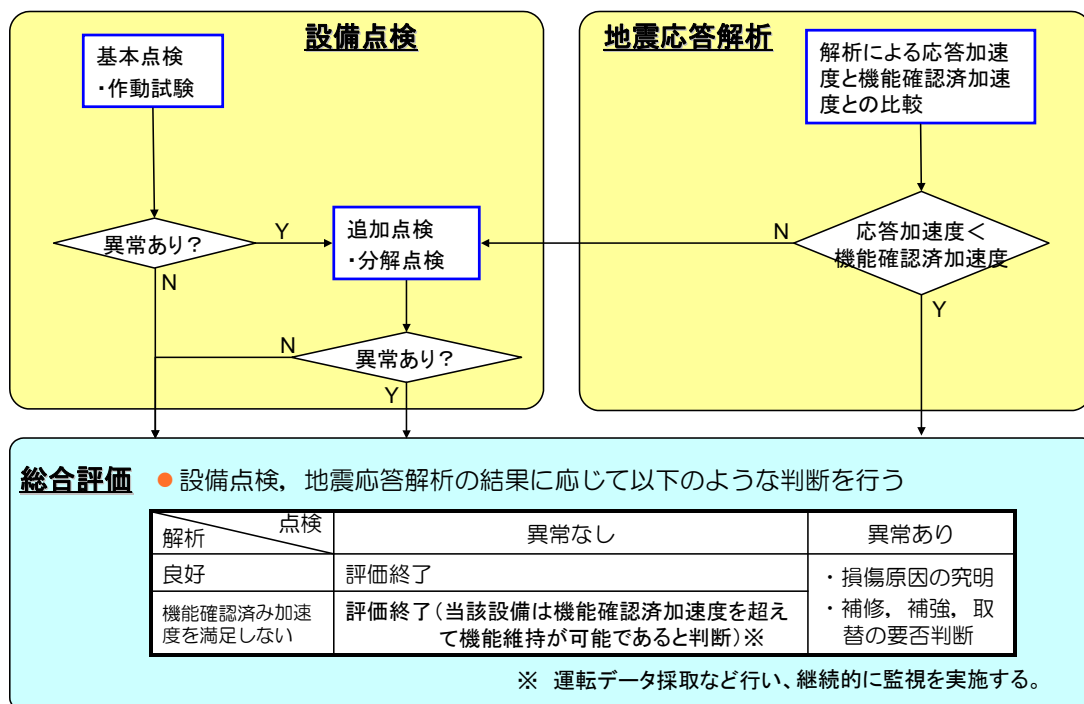 設備点検
基本点検
・作動試験
異常あり？
Y
N
追加点検
・分解点検
異常あり？
N
Y
地震応答解析
解析による応答加速
度と機能確認済加速
度との比較
応答加速度＜
機能確認済加速度
N
Y
総合評価
●設備点検，地震応答解析の結果に応じて以下のような判断を行う
点検
解析
異常なし
異常あり
良好
評価終了
機能確認済み加速
度を満足しない
評価終了（当該設備は機能確認済加速度を超え
て機能維持が可能であると判断）※
・損傷原因の究明
・補修，補強，取
替の要否判断
※ 運転データ採取など行い、継続的に監視を実施する。